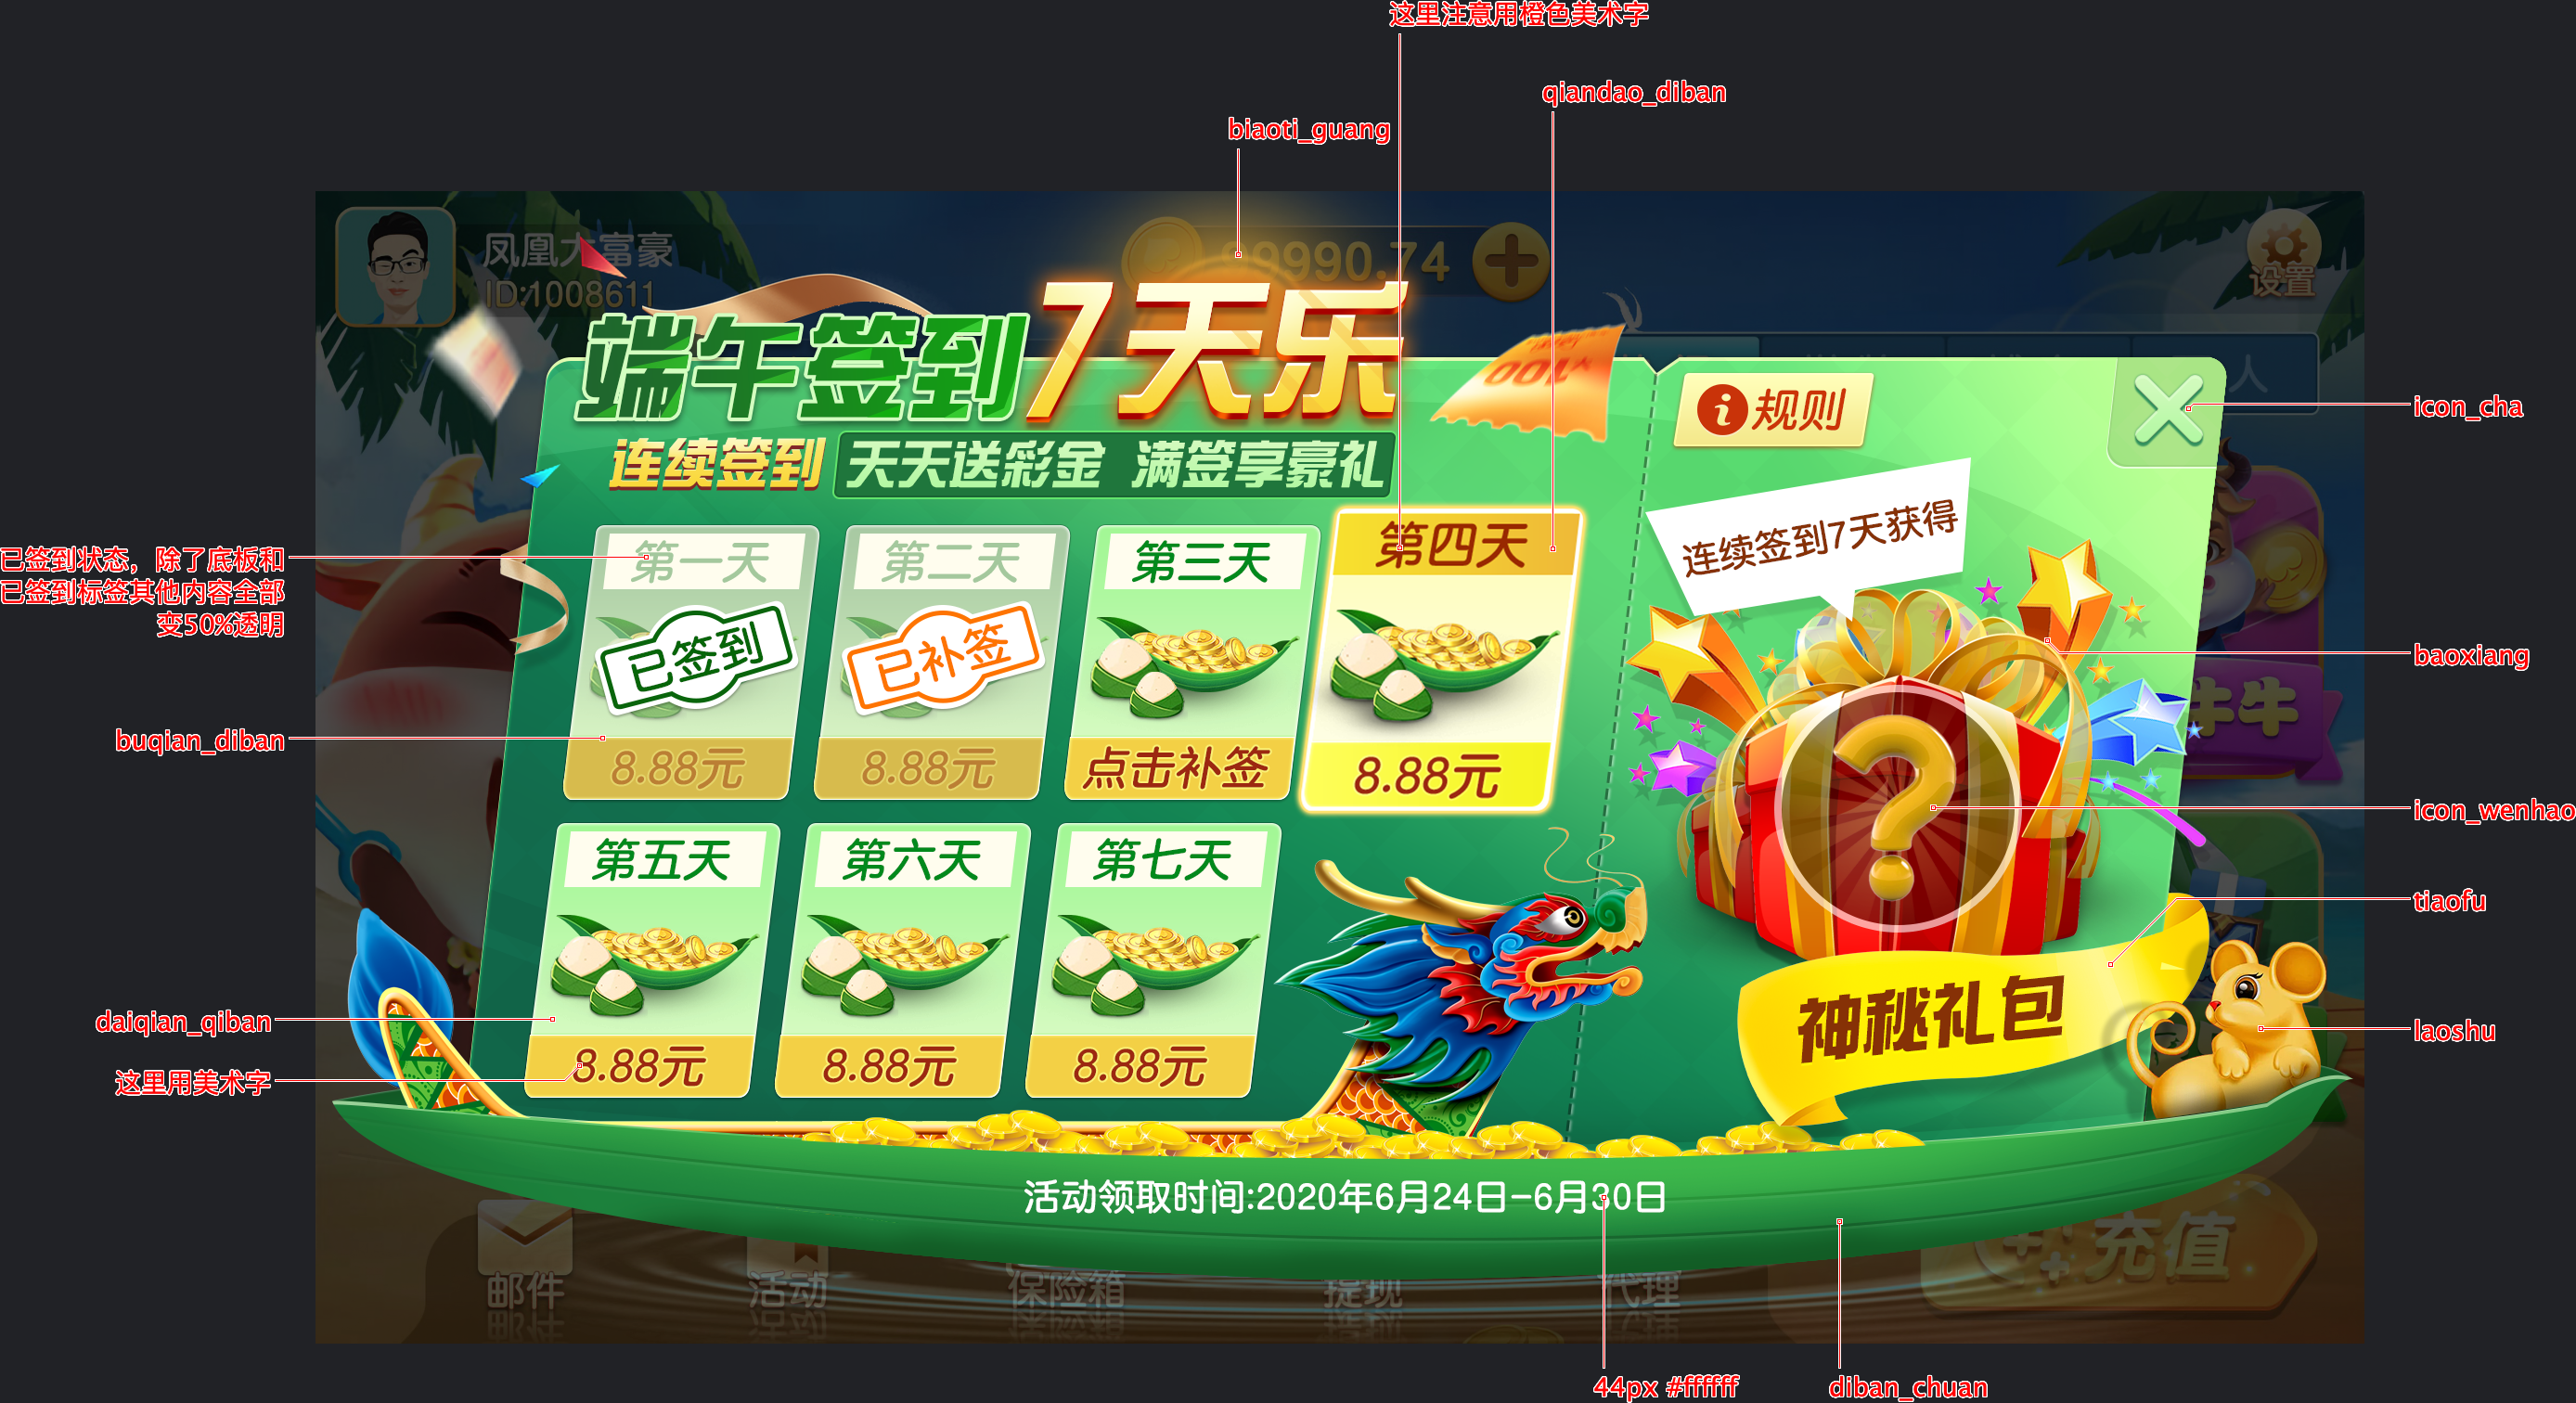 这里注意用橙色美术字
qiandao_diban
biaoti_guang
凤凰大富豪
ID:1008611
99990.74
设置
端午签到7天乐
规则
icon_cha
连续签到 天天送彩金 满签享豪礼
人
连续签到7天获得
已签到状态，除了底板和
已签到标签其他内容全部
变50%透明
第一天
第二天
第三天
第四天
已签到
已补签
baoxiang
牛牛
buqian_diban
8.88元
8.88元
点击补签
8.88元
icon_wenhao
第五天
第六天
第七天
tiaofu
神秘礼包
daiqian_qiban
laoshu
这里用美术字
8.88元
8.88元
8.88元
活动领取时间:2020年6月24日-6月30日
充值
邮件
活动
保险箱
提现
代理
44px #ffffff
diban_chuan